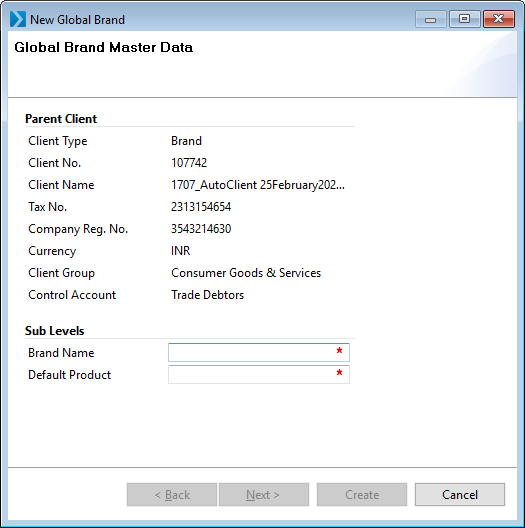 New Global Brand
Global Brand Master Data
Parent Client
Client Type Brand
Client No. 107742
Client Name 1707_AutoClient 25February202...
Tax No. 2313154654
Company Reg. No. 3543214630
Currency INR
Client Group Consumer Goods & Services
Control Account Trade Debtors
Sub Levels
Brand Name *
Default Product *
< Back Next > Create Cancel